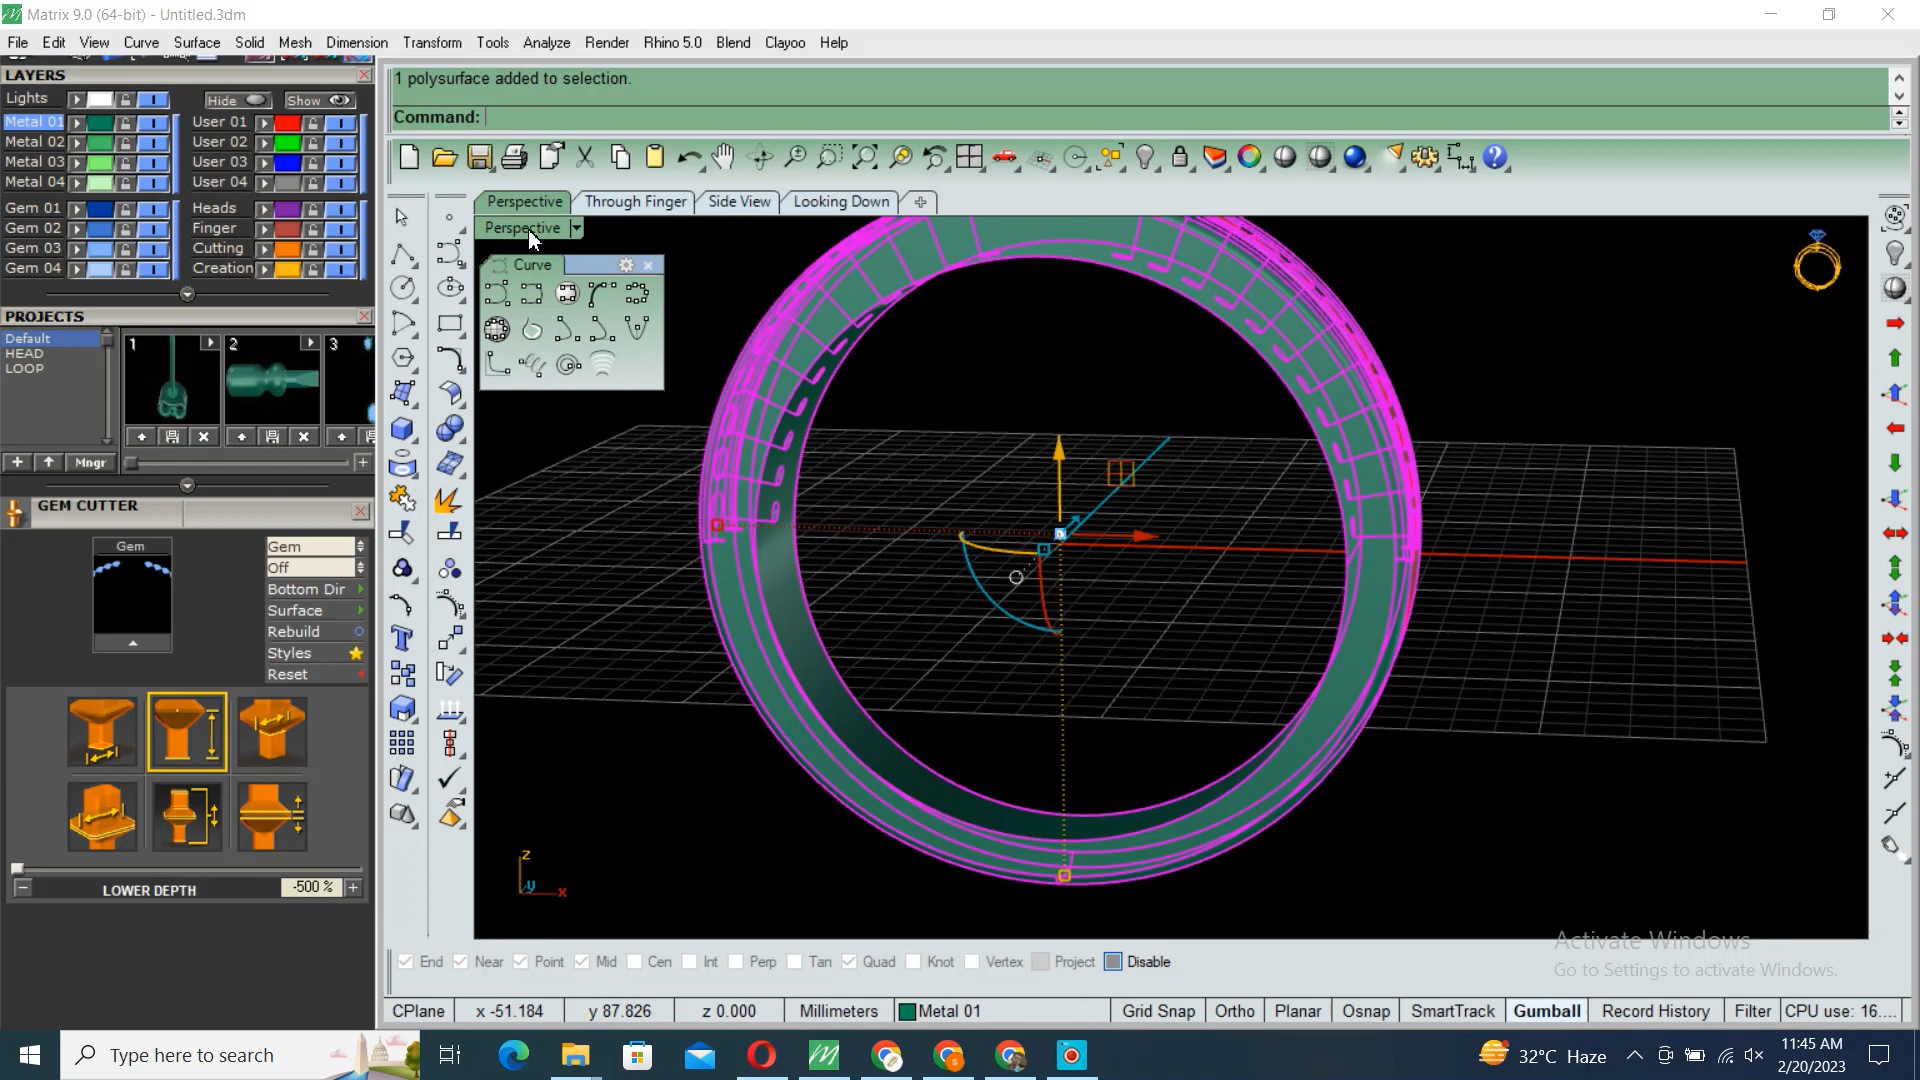 Matrix 9.0 (64-bit) - Untitled.3dm
File Edit View Curve Surface Solid Mesh Dimension Transform Tools Analyze Render Rhino 5.0 Blend Clayoo Help
LAYERS
Lights Hide Show
Metal 01 User 01
Metal 02 User 02
Metal 03 User 03
Metal 04 User 04
Gem 01 Heads
Gem 02 Finger
Gem 03 Cutting
Gem 04 Creation
PROJECTS
Default
HEAD
LOOP
1 2 3
Mngr
GEM CUTTER
Gem
Gem
Off
Bottom Dir
Surface
Rebuild
Styles
Reset
LOWER DEPTH -500 %
1 polysurface added to selection.
Command:
Perspective Through Finger Side View Looking Down
Perspective
Curve
z
y x
Activate Windows
Go to Settings to activate Windows.
End Near Point Mid Cen Int Perp Tan Quad Knot Vertex Project Disable
CPlane x -51.184 y 87.826 z 0.000 Millimeters Metal 01 Grid Snap Ortho Planar Osnap SmartTrack Gumball Record History Filter CPU use: 16....
Type here to search
32°C Haze
11:45 AM
2/20/2023